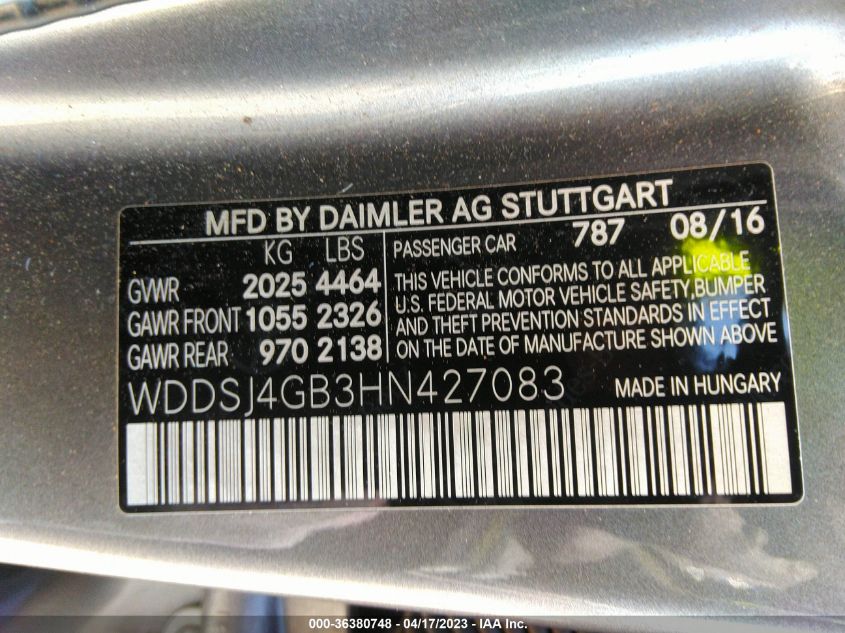 MFD BY DAIMLER AG STUTTGART
KG LBS
GVWR 2025 4464
GAWR FRONT 1055 2326
GAWR REAR 970 2138
PASSENGER CAR 787 08/16
THIS VEHICLE CONFORMS TO ALL APPLICABLE
U.S. FEDERAL MOTOR VEHICLE SAFETY,BUMPER
AND THEFT PREVENTION STANDARDS IN EFFECT
ON THE DATE OF MANUFACTURE SHOWN ABOVE
WDDSJ4GB3HN427083 MADE IN HUNGARY
000-36380748 - 04/17/2023 - IAA Inc.